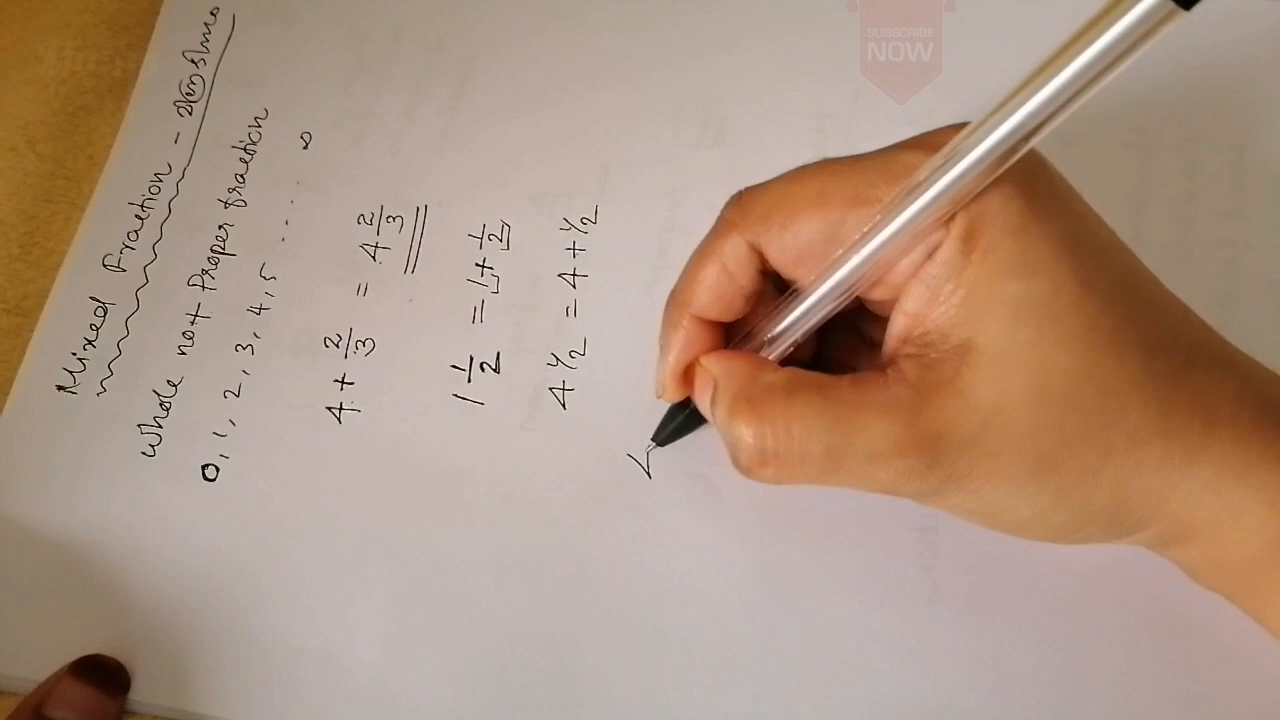 Mixed Fraction -
Whole no+ Proper fraction
0, 1, 2, 3, 4, 5 .... ∞
4 + 2/3 = 4 2/3
1 1/2 = 1 + 1/2
4 1/2 = 4 + 1/2
SUBSCRIBE
NOW